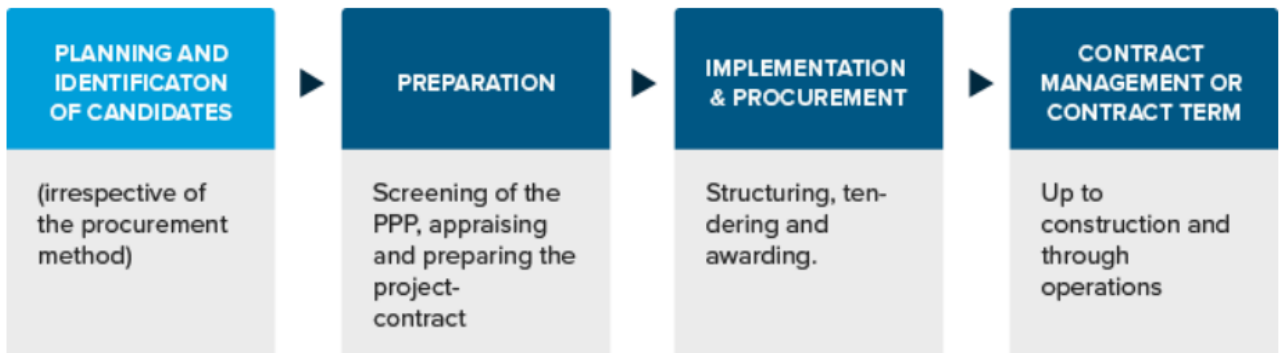 PLANNING AND
IDENTIFICATON
OF CANDIDATES
(irrespective of
the procurement
method)
PREPARATION
Screening of the
PPP, appraising
and preparing the
project-
contract
IMPLEMENTATION
& PROCUREMENT
Structuring, ten-
dering and
awarding.
CONTRACT
MANAGEMENT OR
CONTRACT TERM
Up to
construction and
through
operations